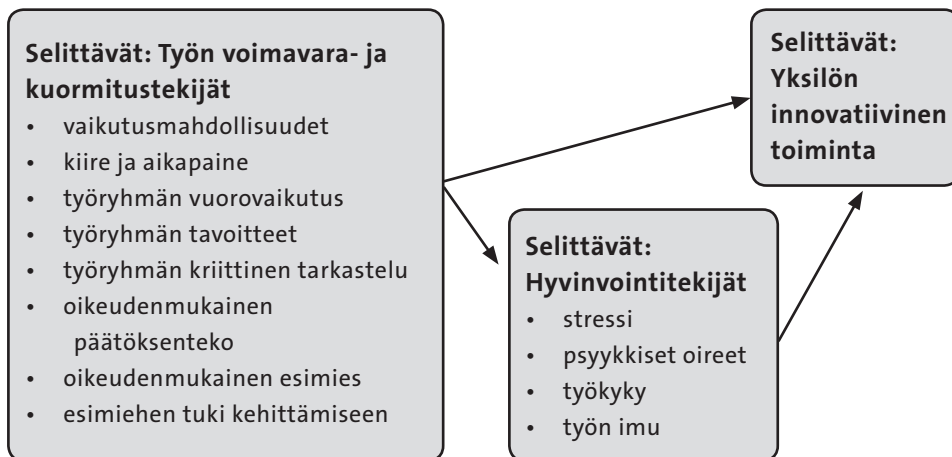 Selittävät: Työn voimavara- ja
kuormitustekijät
• vaikutusmahdollisuudet
• kiire ja aikapaine
• työryhmän vuorovaikutus
• työryhmän tavoitteet
• työryhmän kriittinen tarkastelu
• oikeudenmukainen
päätöksenteko
• oikeudenmukainen esimies
• esimiehen tuki kehittämiseen
Selittävät:
Hyvinvointitekijät
• stressi
• psyykkiset oireet
• työkyky
• työn imu
Selittävät:
Yksilön
innovatiivinen
toiminta